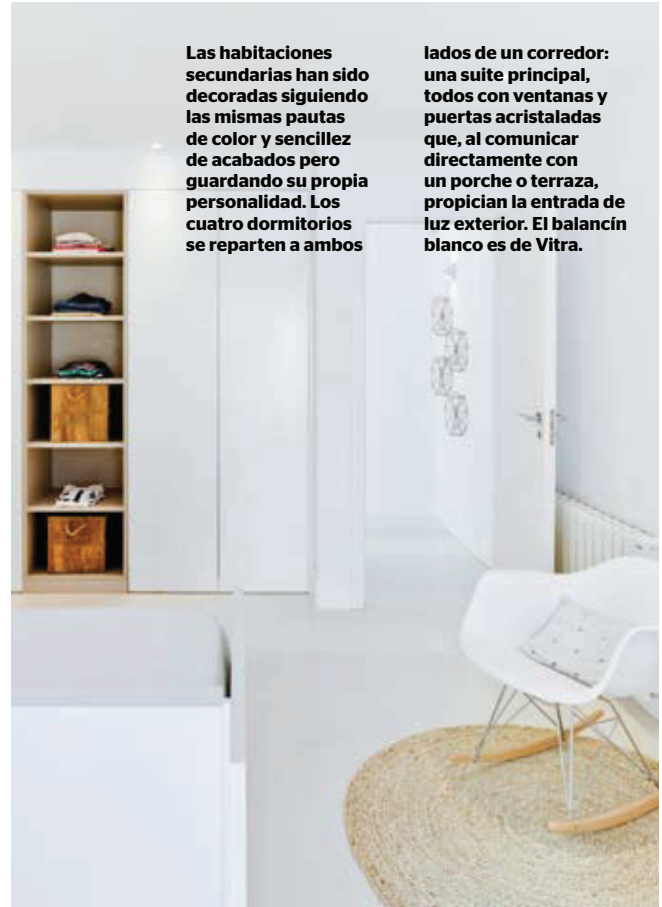 Las habitaciones
secundarias han sido
decoradas siguiendo
las mismas pautas
de color y sencillez
de acabados pero
guardando su propia
personalidad. Los
cuatro dormitorios
se reparten a ambos
lados de un corredor:
una suite principal,
todos con ventanas y
puertas acristaladas
que, al comunicar
directamente con
un porche o terraza,
propician la entrada de
luz exterior. El balancín
blanco es de Vitra.